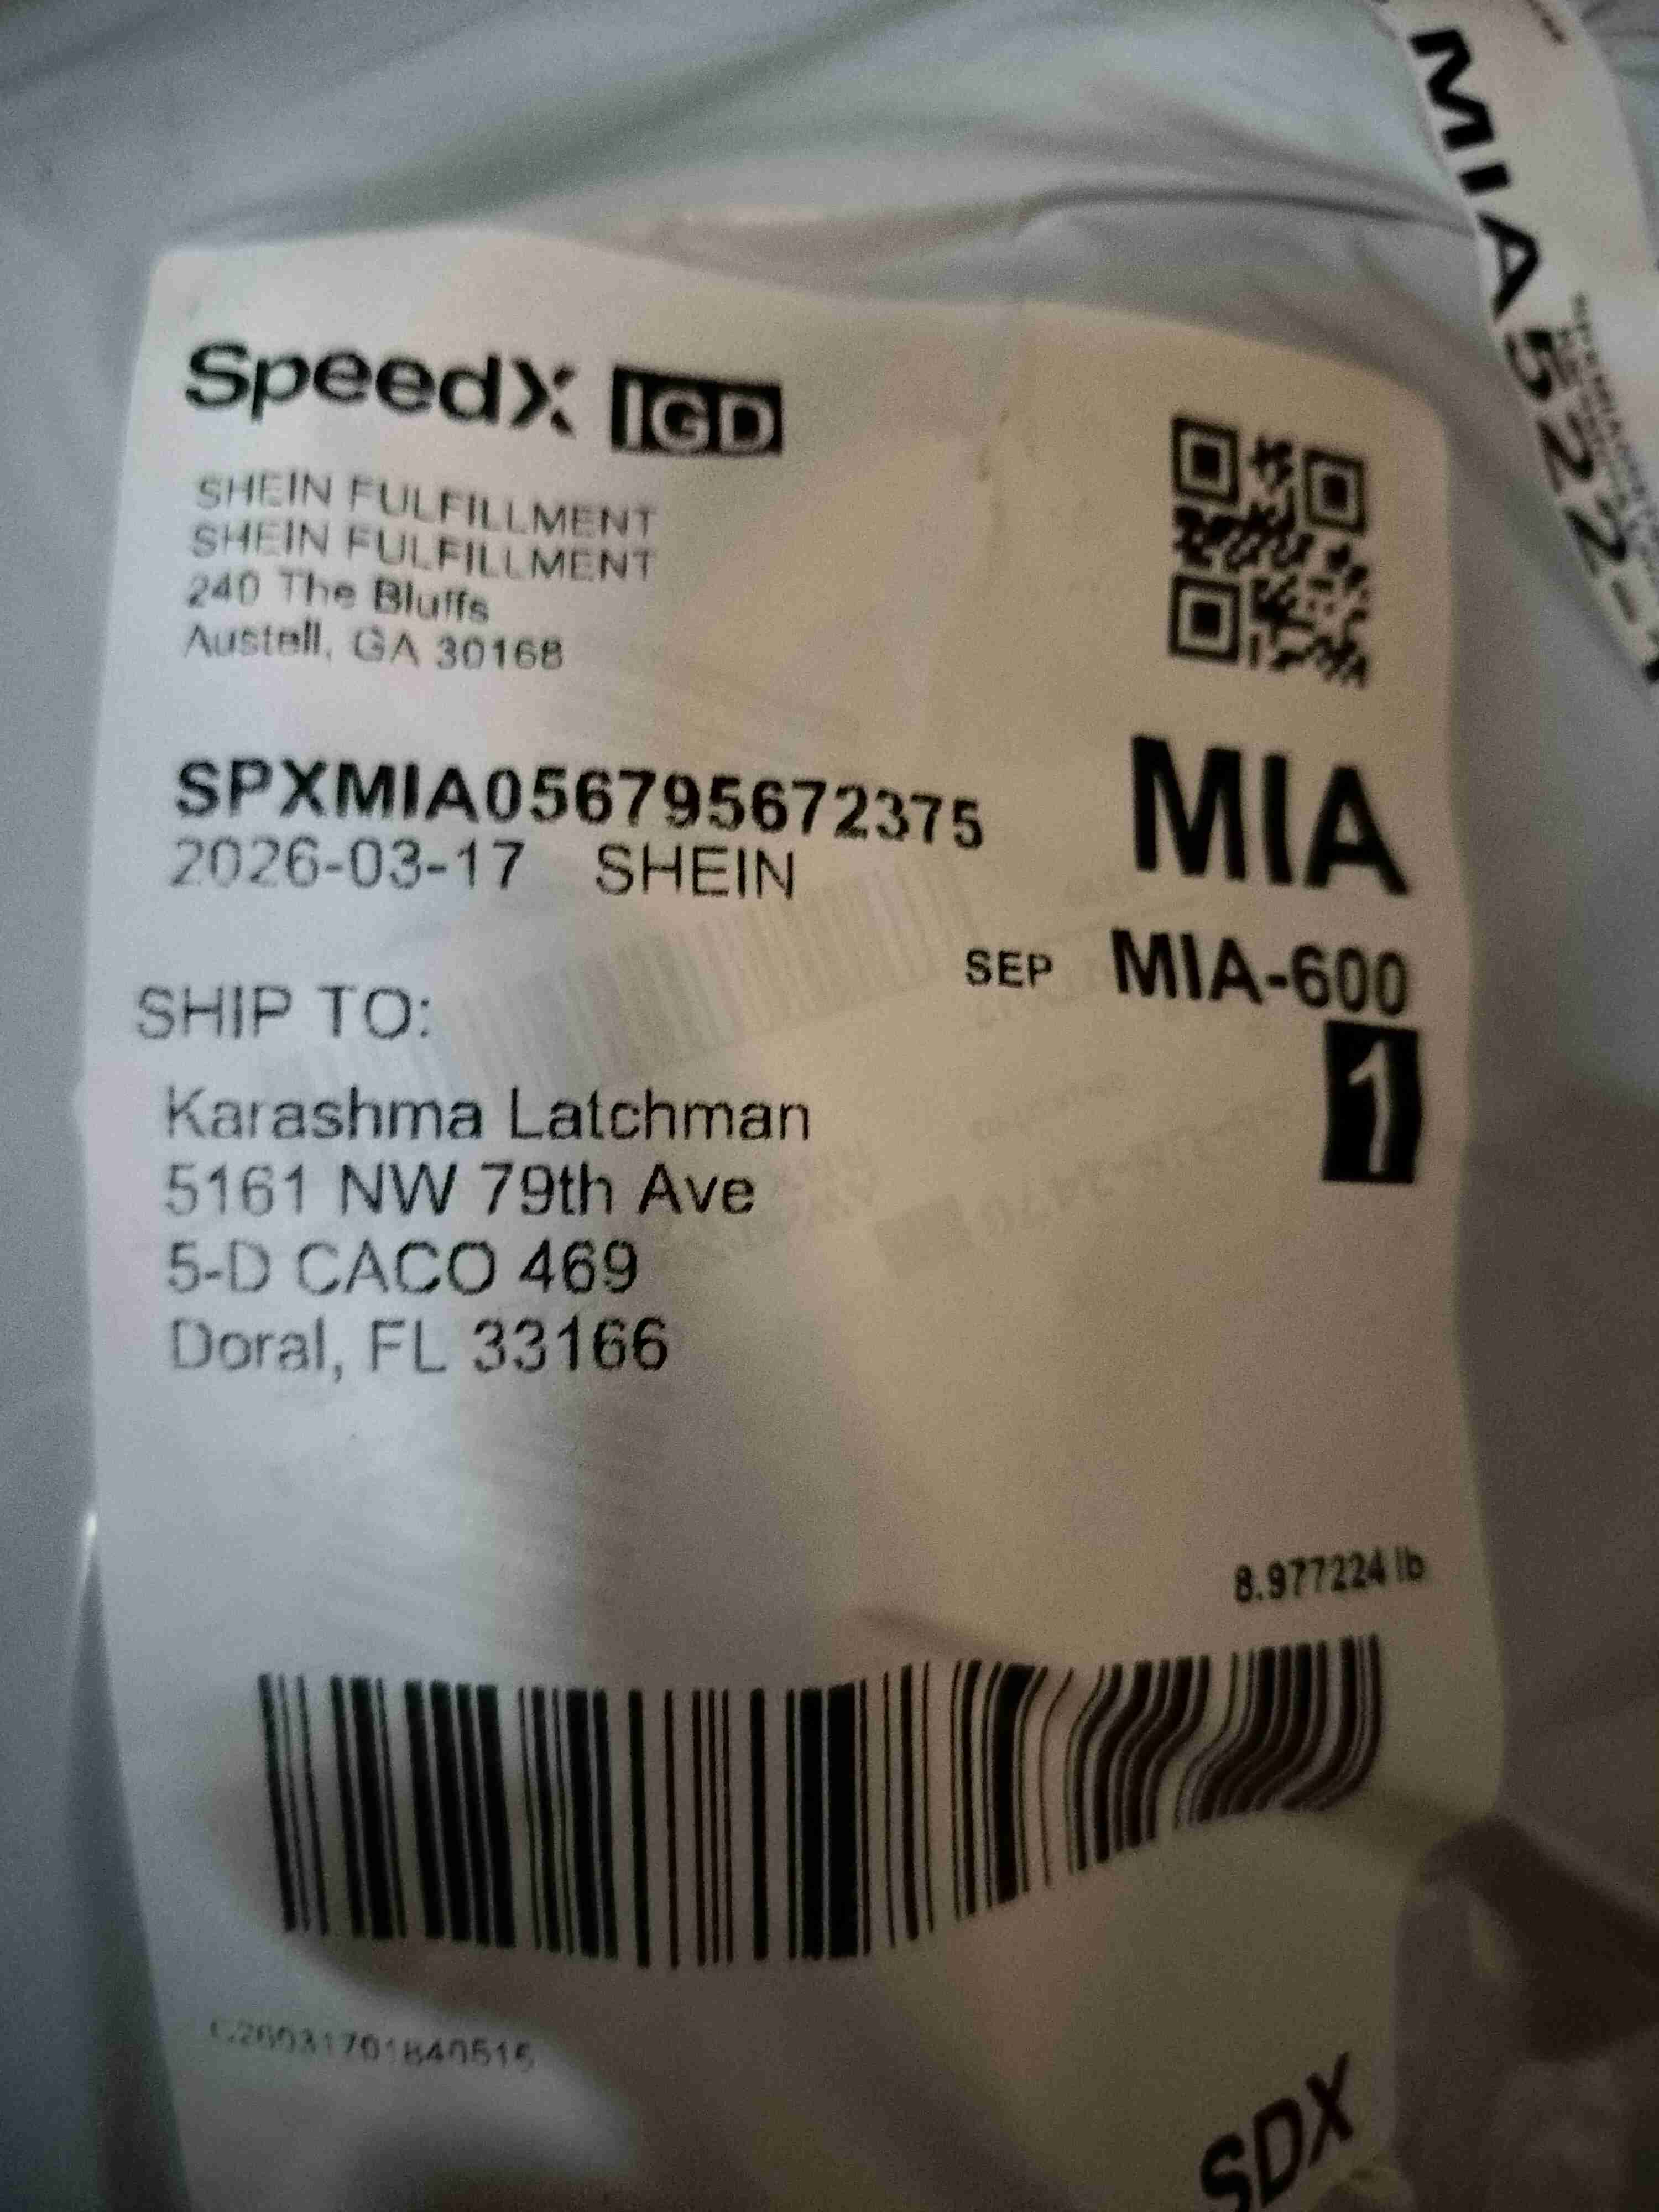 SpeedX IGD
SHEIN FULFILLMENT
SHEIN FULFILLMENT
240 The Bluffs
Austell, GA 30168
SPXMIA056795672375
2026-03-17 SHEIN
MIA
SEP MIA-600
1
SHIP TO:
Karashma Latchman
5161 NW 79th Ave
5-D CACO 469
Doral, FL 33166
8.977224 lb
SDX
MIA522-